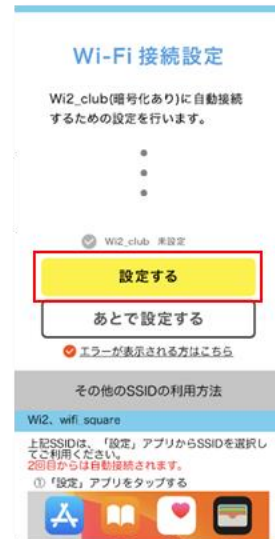 Wi-Fi 接続設定
Wi2_club(暗号化あり)に自動接続
するための設定を行います。
Wi2_club 未設定
設定する
あとで設定する
エラーが表示される方はこちら
その他のSSIDの利用方法
Wi2、wifi_square
上記SSIDは、「設定」アプリからSSIDを選択し
てご利用ください。
2回目からは自動接続されます。
①「設定」アプリをタップする